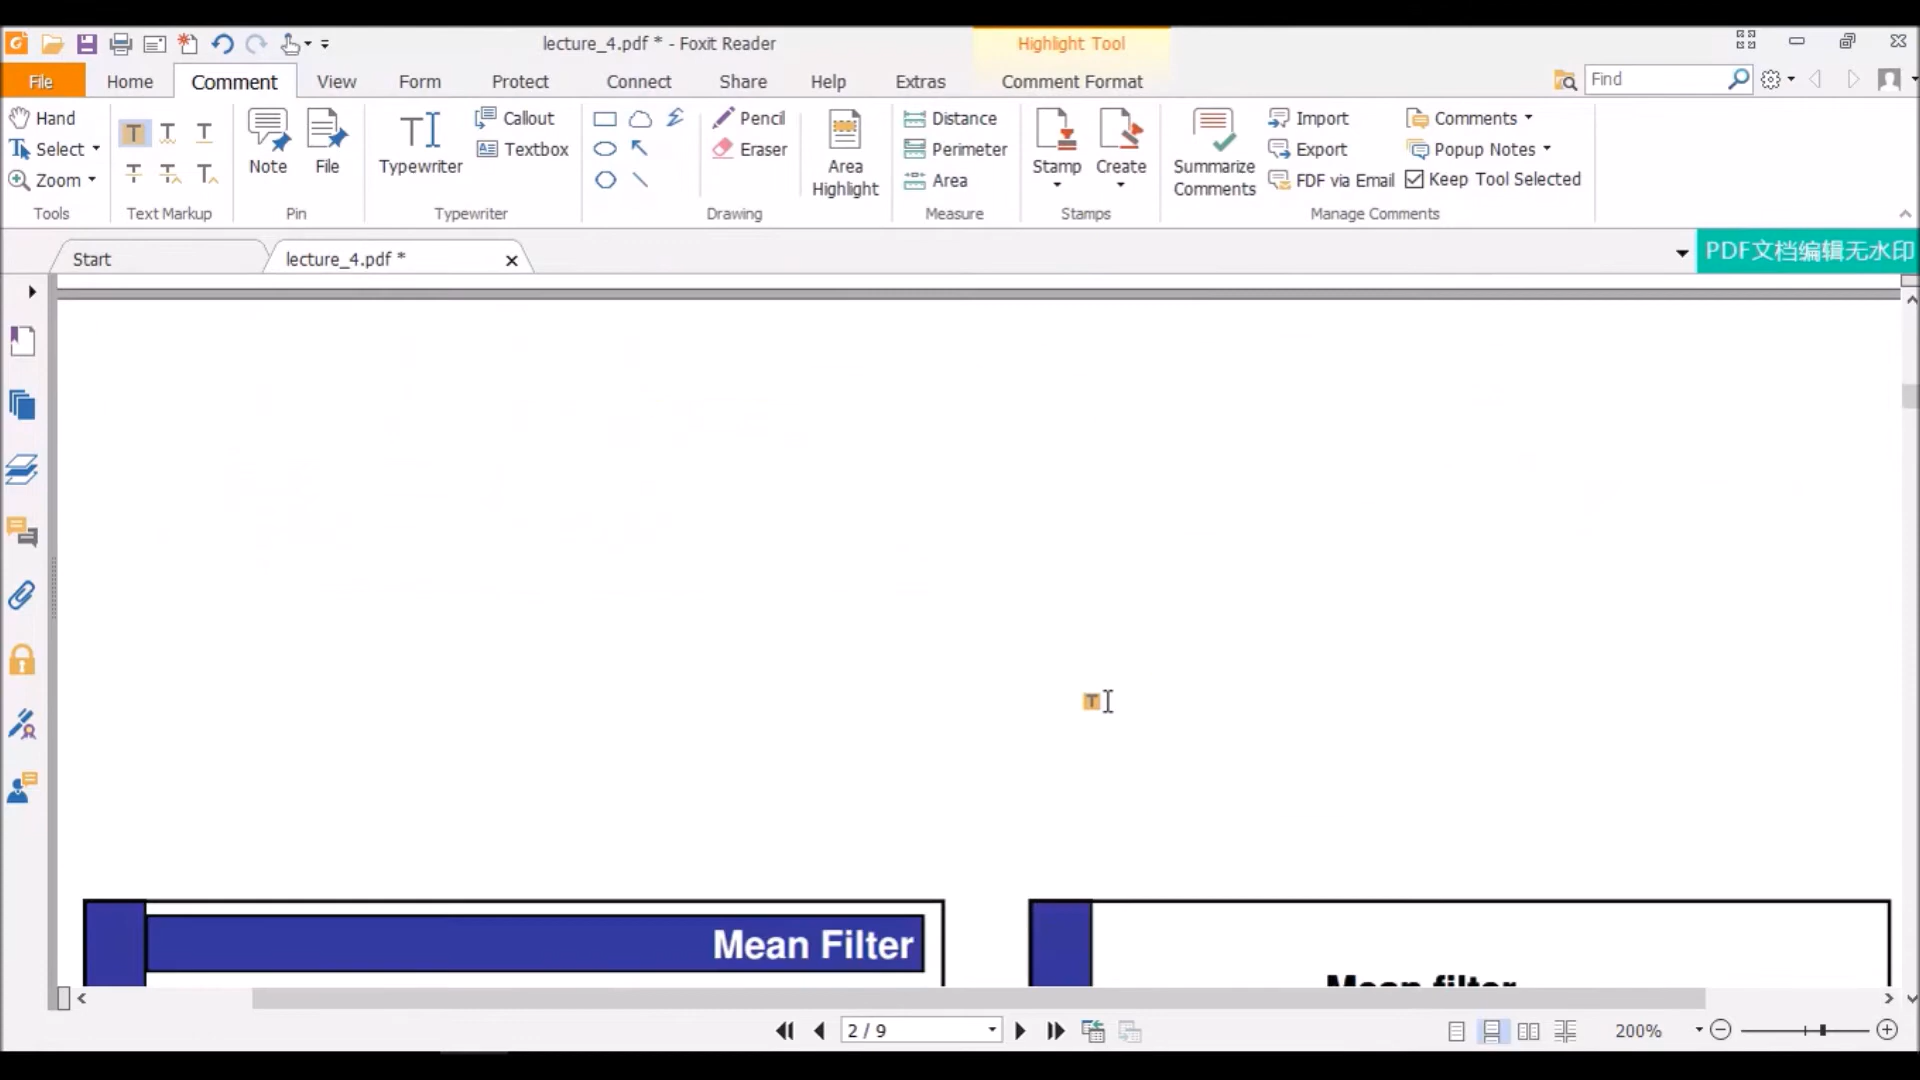 lecture_4.pdf * - Foxit Reader
Highlight Tool
File
Home
Comment
View
Form
Protect
Connect
Share
Help
Extras
Comment Format
Find
Hand
Select
Zoom
Tools
Text Markup
Note
File
Pin
Typewriter
Callout
Textbox
Typewriter
Pencil
Eraser
Area
Highlight
Drawing
Distance
Perimeter
Area
Measure
Stamp
Create
Stamps
Summarize
Comments
Import
Export
FDF via Email
Comments
Popup Notes
Keep Tool Selected
Manage Comments
Start
lecture_4.pdf *
PDF文档编辑无水印
Mean Filter
Mean filter
2 / 9
200%